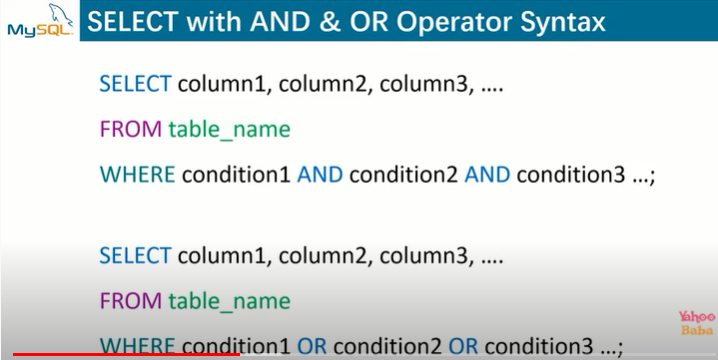 MySQL SELECT with AND & OR Operator Syntax
SELECT column1, column2, column3, ....
FROM table_name
WHERE condition1 AND condition2 AND condition3 ...;
SELECT column1, column2, column3, ....
FROM table_name
WHERE condition1 OR condition2 OR condition3 ...;
Yahoo
Baba